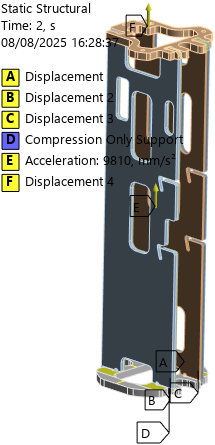 Static Structural
Time: 2, s
08/08/2025 16:28:37
A Displacement
B Displacement 2
C Displacement 3
D Compression Only Support
E Acceleration: 9810, mm/s²
F Displacement 4
F
E
A
B
C
D